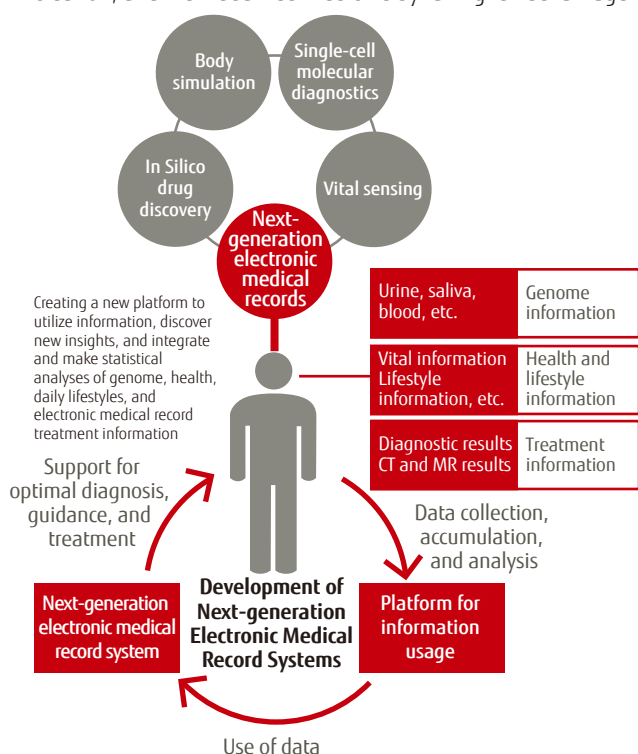 Body
simulation
Single-cell
molecular
diagnostics
In Silico
drug
discovery
Vital sensing
Next-
generation
electronic
medical
records
Creating a new platform to
utilize information, discover
new insights, and integrate
and make statistical
analyses of genome, health,
daily lifestyles, and
electronic medical record
treatment information
Urine, saliva,
blood, etc.
Genome
information
Vital information
Lifestyle
information, etc.
Health and
lifestyle
information
Diagnostic results
CT and MR results
Treatment
information
Support for
optimal diagnosis,
guidance, and
treatment
Data collection,
accumulation,
and analysis
Next-generation
electronic medical
record system
Development of
Next-generation
Electronic Medical
Record Systems
Platform for
information
usage
Use of data